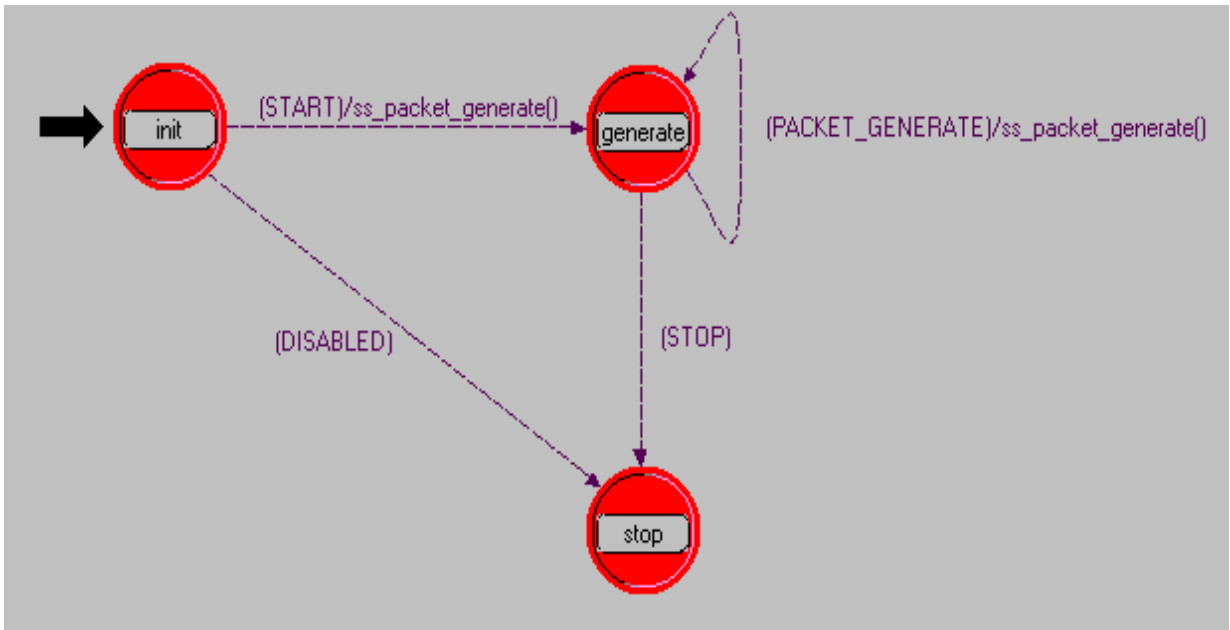 (START)/ss_packet_generate()
init
generate
(PACKET_GENERATE)/ss_packet_generate()
(DISABLED)
(STOP)
stop